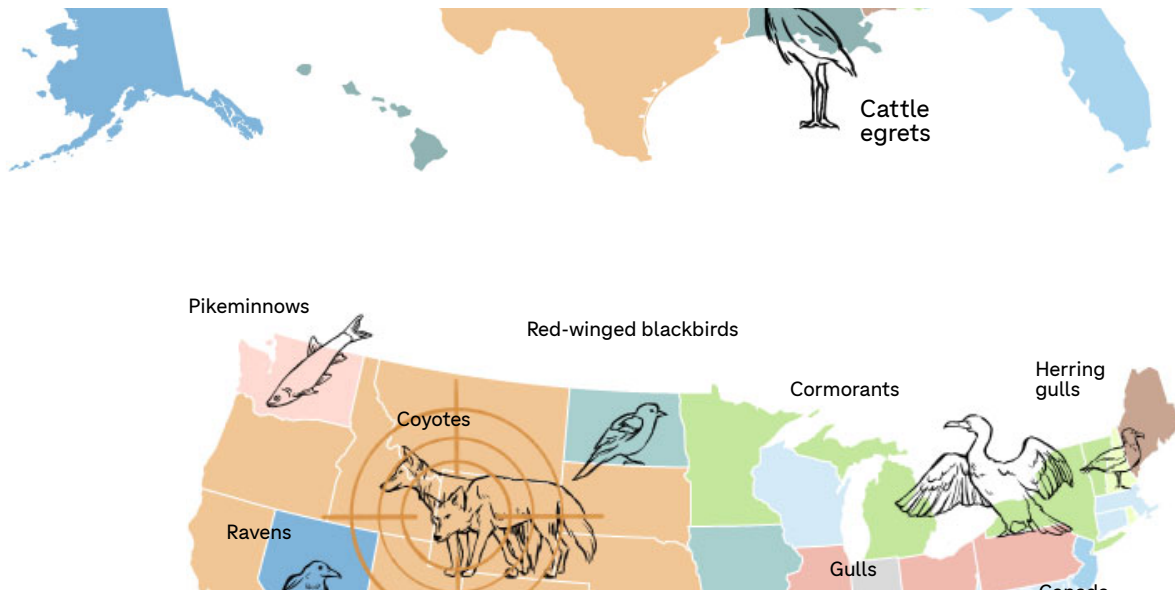 Cattle
egrets
Pikeminnows
Red-winged blackbirds
Herring
gulls
Cormorants
Coyotes
Ravens
Gulls